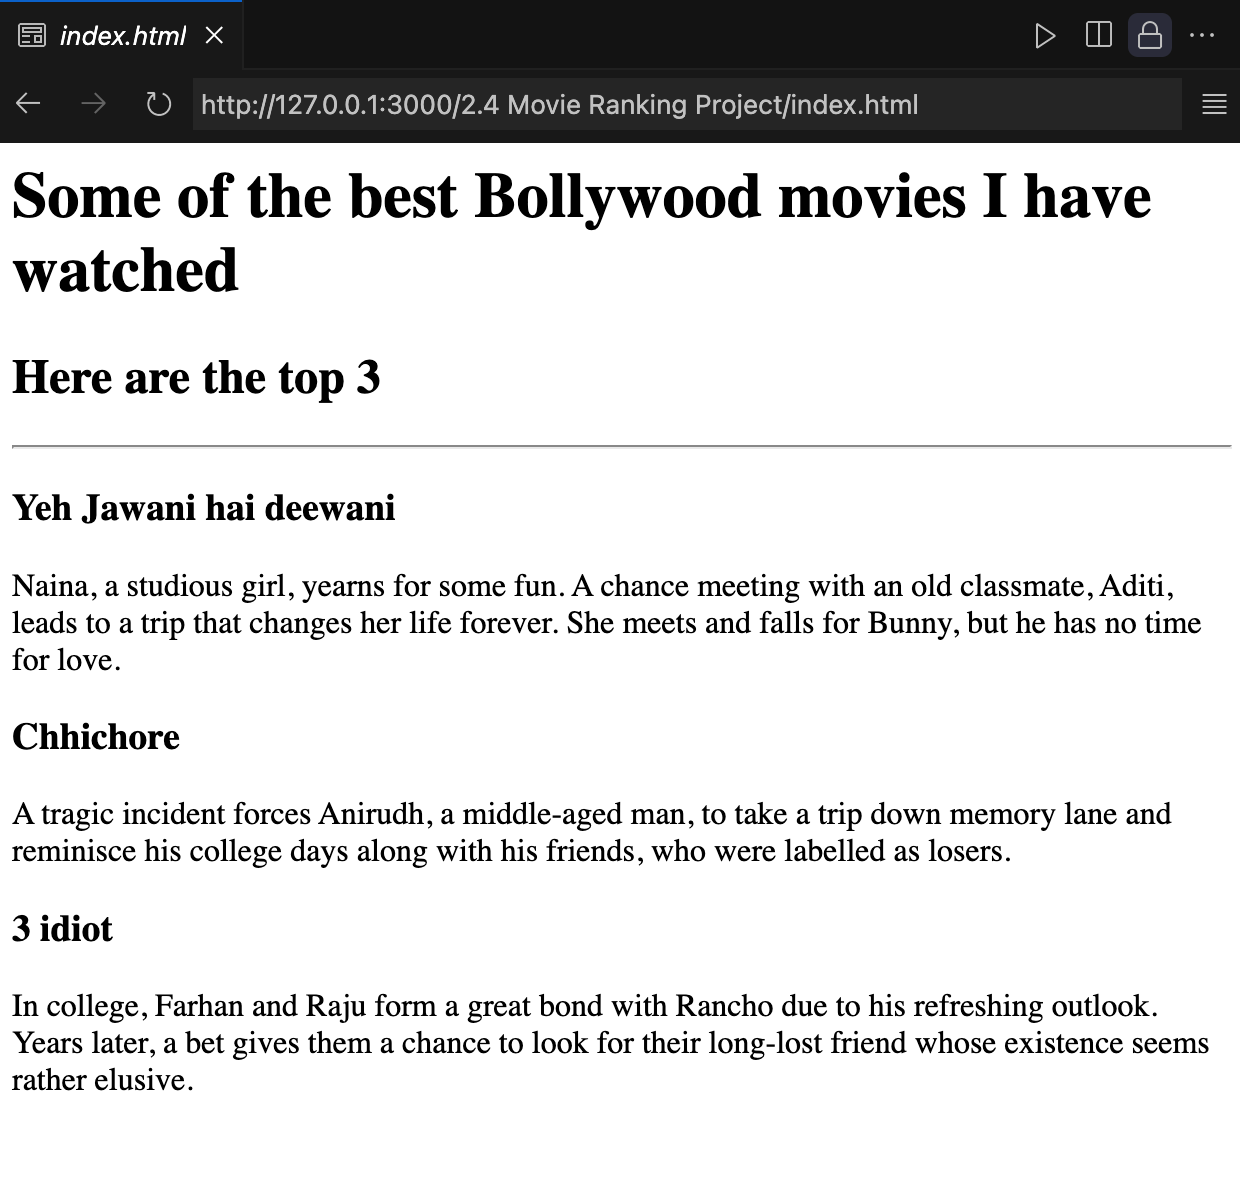 index.html
http://127.0.0.1:3000/2.4 Movie Ranking Project/index.html
Some of the best Bollywood movies I have
watched
Here are the top 3
Yeh Jawani hai deewani
Naina, a studious girl, yearns for some fun. A chance meeting with an old classmate, Aditi,
leads to a trip that changes her life forever. She meets and falls for Bunny, but he has no time
for love.
Chhichore
A tragic incident forces Anirudh, a middle-aged man, to take a trip down memory lane and
reminisce his college days along with his friends, who were labelled as losers.
3 idiot
In college, Farhan and Raju form a great bond with Rancho due to his refreshing outlook.
Years later, a bet gives them a chance to look for their long-lost friend whose existence seems
rather elusive.